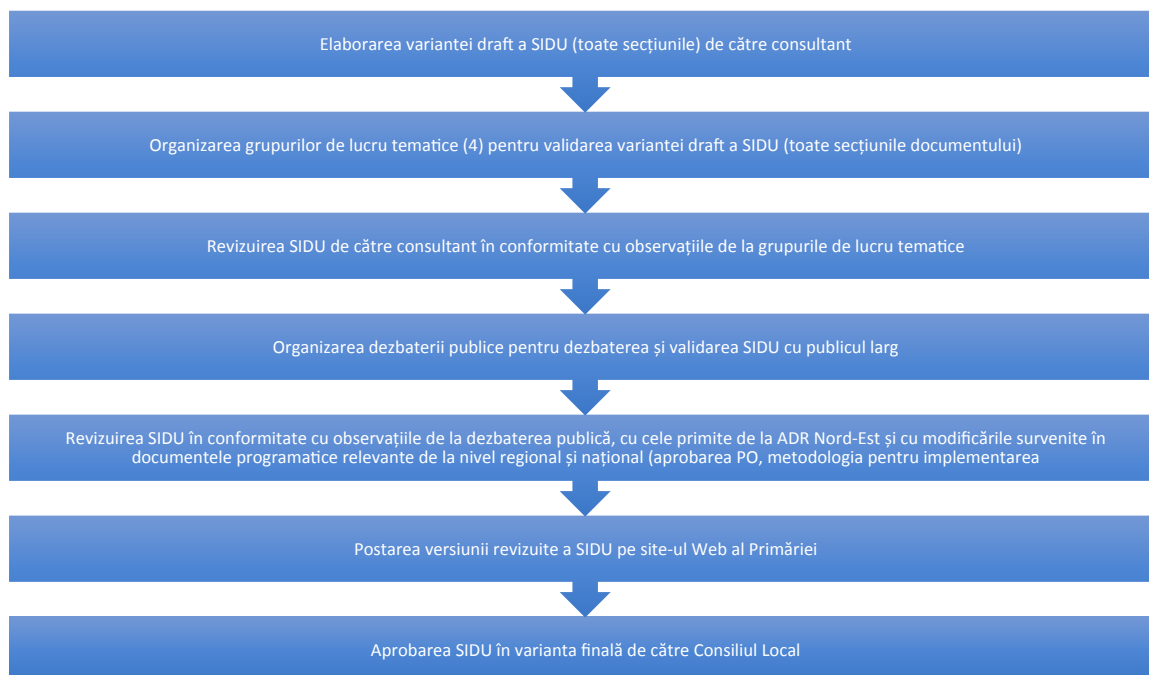 Elaborarea variantei draft a SIDU (toate secțiunile) de către consultant
Organizarea grupurilor de lucru tematice (4) pentru validarea variantei draft a SIDU (toate secțiunile documentului)
Revizuirea SIDU de către consultant în conformitate cu observațiile de la grupurile de lucru tematice
Organizarea dezbaterii publice pentru dezbaterea și validarea SIDU cu publicul larg
Revizuirea SIDU în conformitate cu observațiile de la dezbaterea publică, cu cele primite de la ADR Nord-Est și cu modificările survenite în
documentele programatice relevante de la nivel regional și național (aprobarea PO, metodologia pentru implementarea
Postarea versiunii revizuite a SIDU pe site-ul Web al Primăriei
Aprobarea SIDU în varianta finală de către Consiliul Local